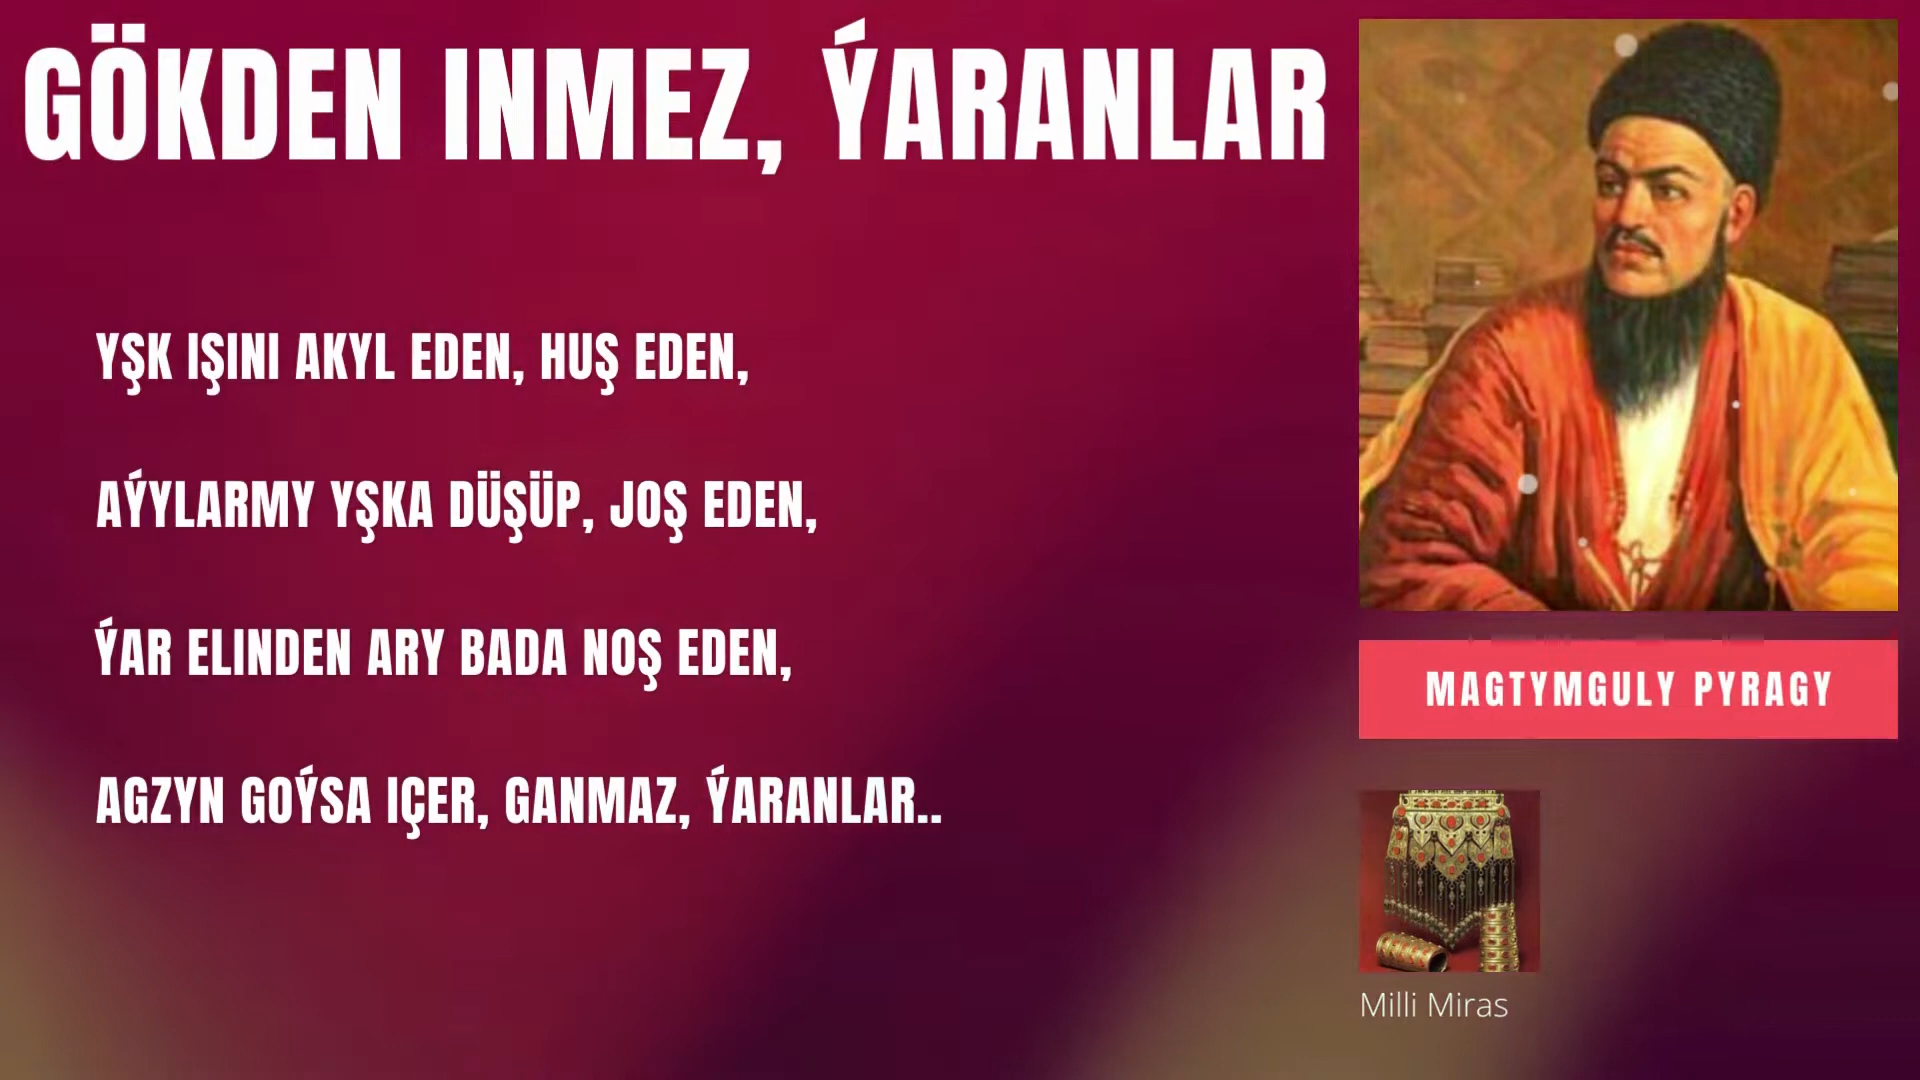 GÖKDEN INMEZ, ÝARANLAR
YŞK IŞINI AKYL EDEN, HUŞ EDEN,
AÝYLARMY YŞKA DÜŞÜP, JOŞ EDEN,
ÝAR ELINDEN ARY BADA NOŞ EDEN,
AGZYN GOÝSA IÇER, GANMAZ, ÝARANLAR..
MAGTYMGULY PYRAGY
Milli Miras